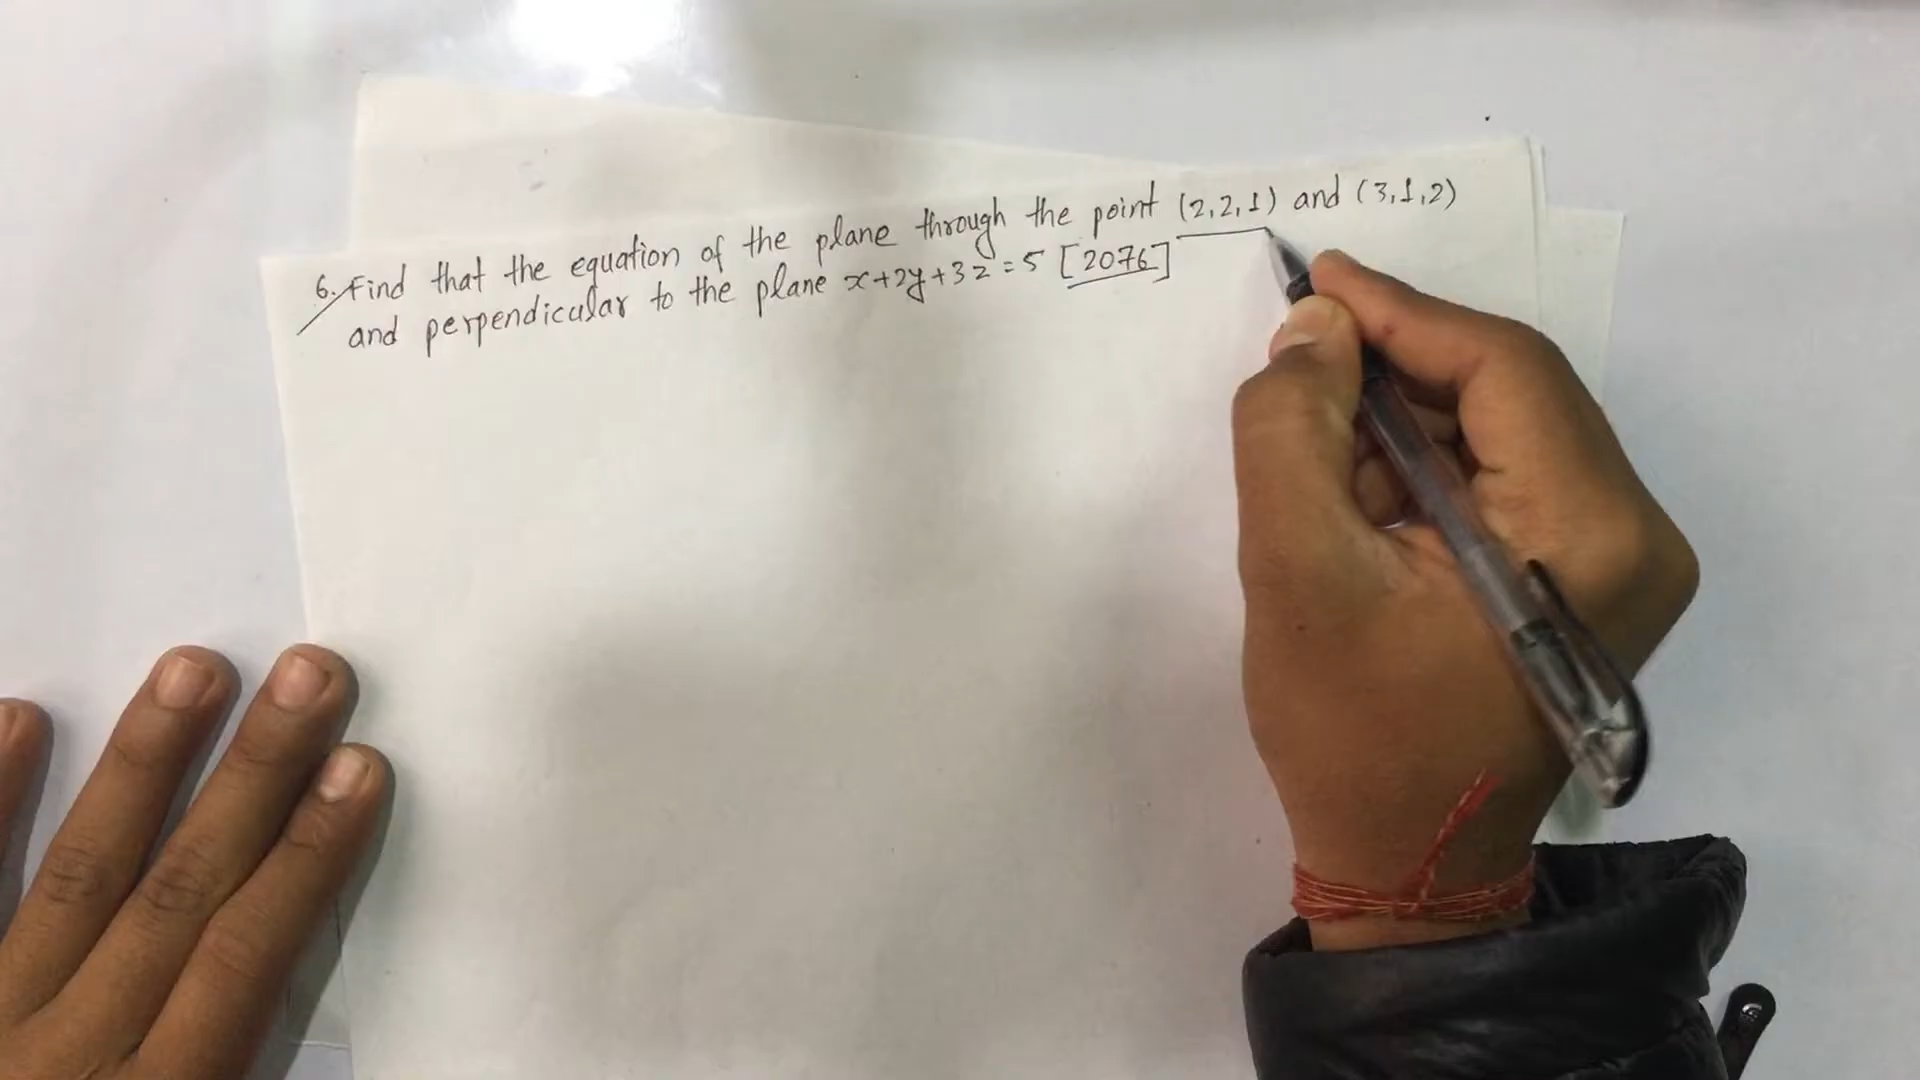 6. Find that the equation of the plane through the point (2,2,1) and (3,1,2)
and perpendicular to the plane x+2y+3z=5 [2076]